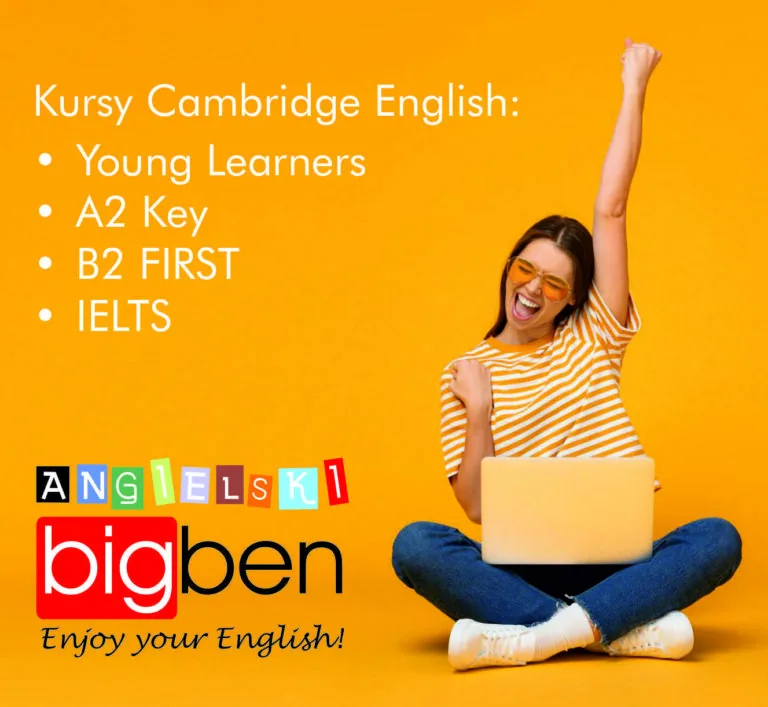 Kursy Cambridge English:
• Young Learners
• A2 Key
• B2 FIRST
• IELTS
ANGIELSKI
bigben
Enjoy your English!